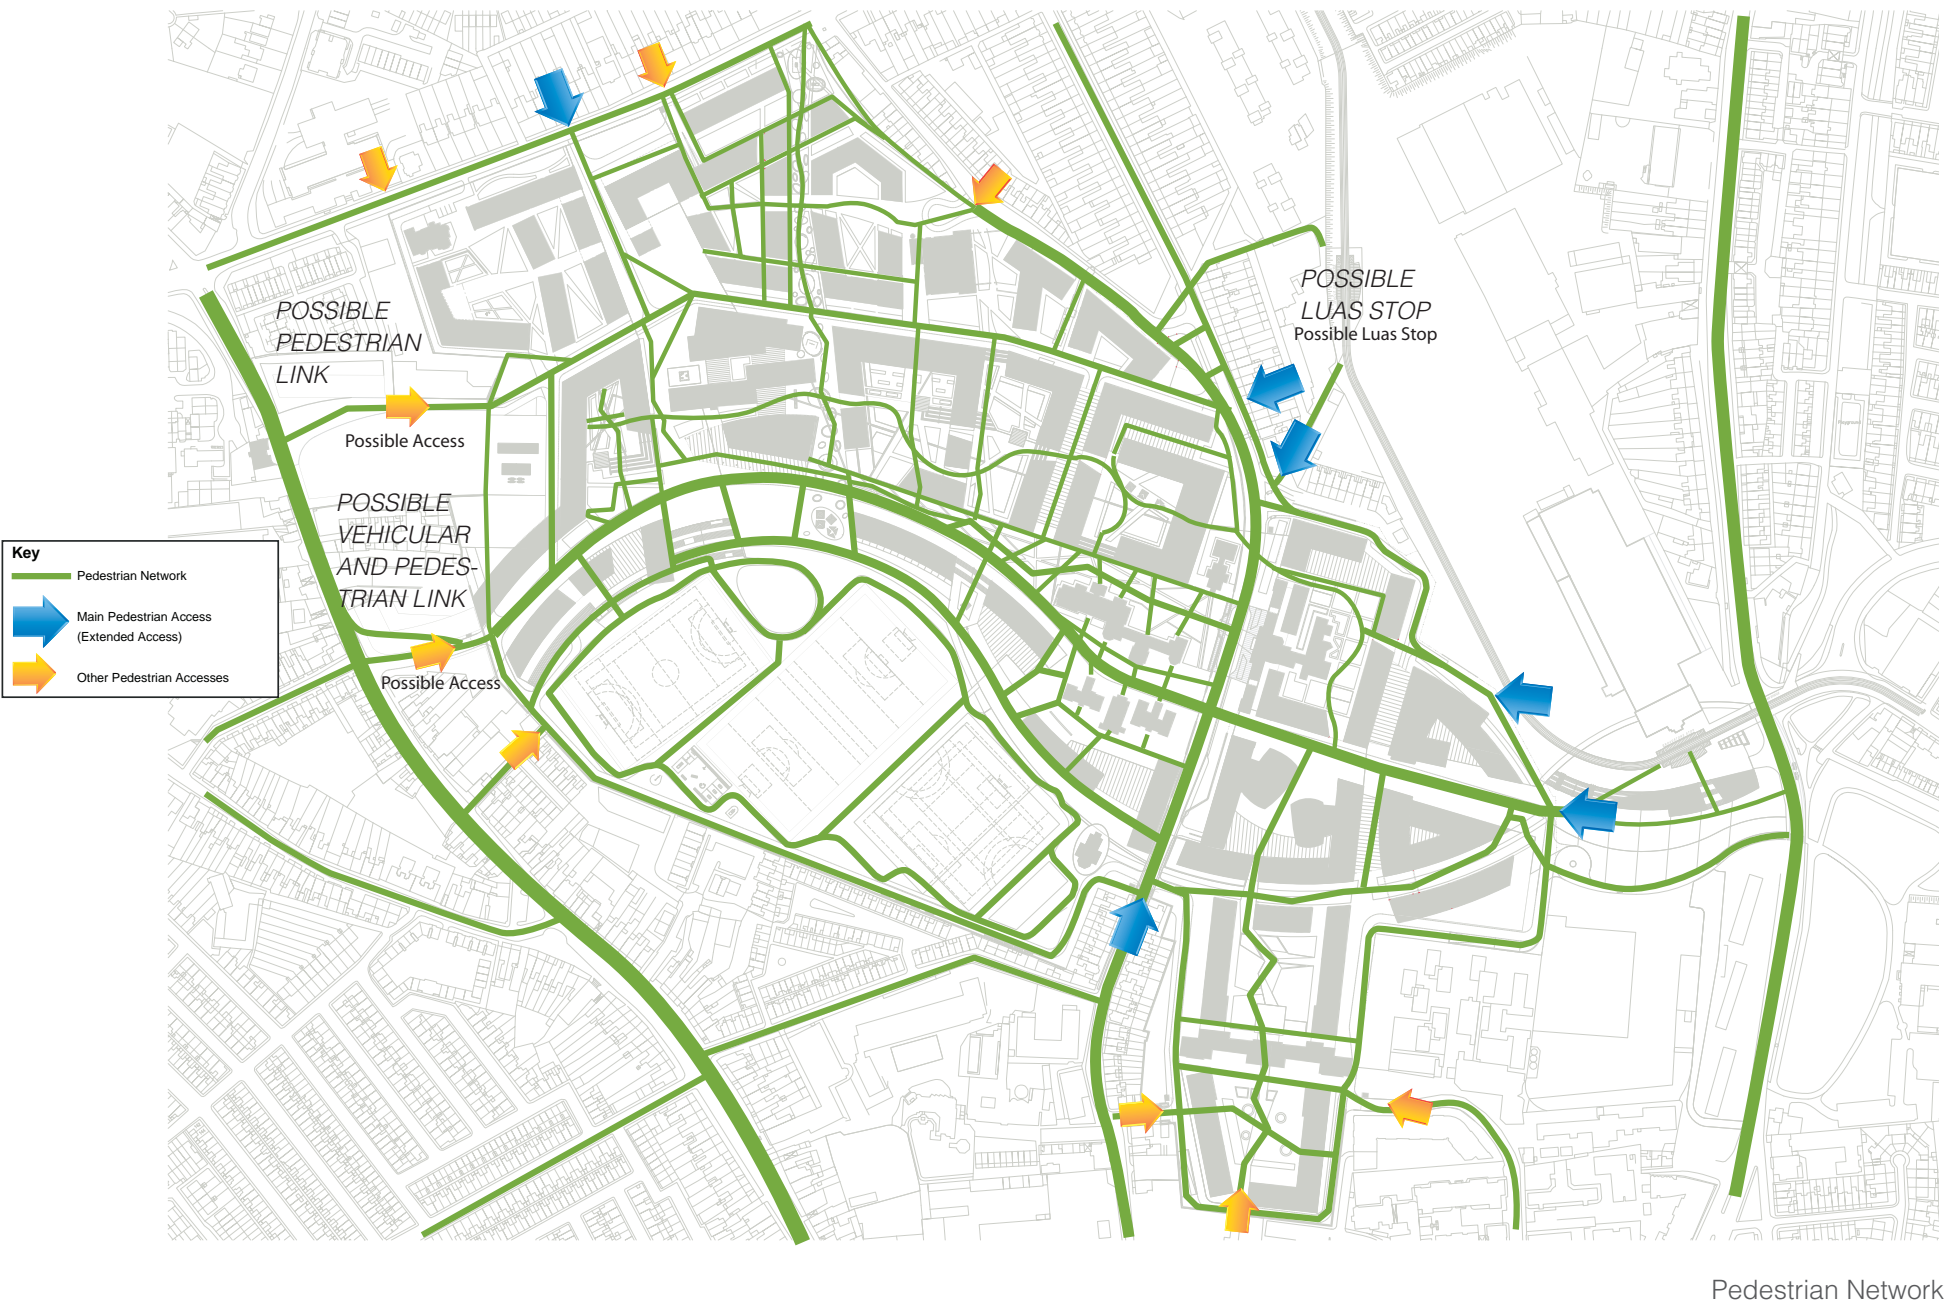 POSSIBLE
PEDESTRIAN
LINK
Possible Access
POSSIBLE
LUAS STOP
Possible Luas Stop
POSSIBLE
VEHICULAR
AND PEDES-
TRIAN LINK
Possible Access
Key
Pedestrian Network
Main Pedestrian Access
(Extended Access)
Other Pedestrian Accesses
Pedestrian Network